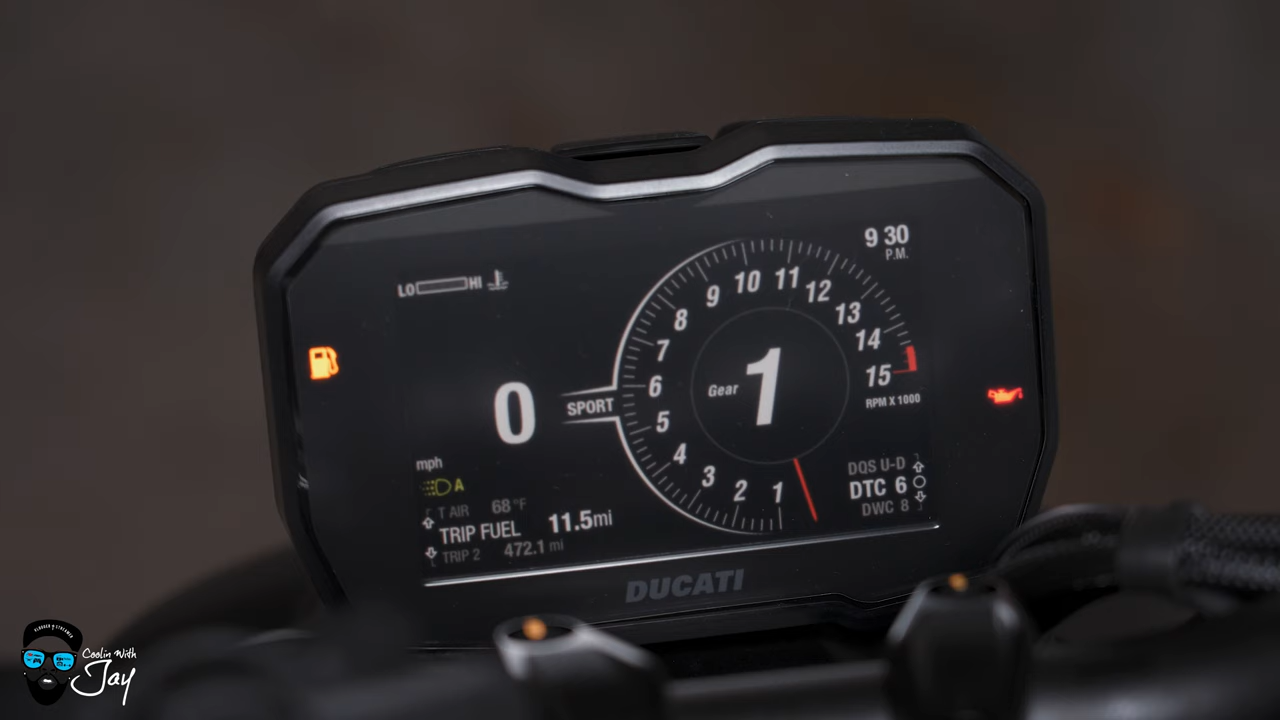 9 30
P.M.
LO HI
10 11
9 12
8 13
7 14
6 15
RPM X 1000
5
4
3
2 1
Gear 1
0 SPORT
mph
A
T AIR 68 °F
TRIP FUEL 11.5mi
TRIP 2 472.1 mi
DQS U-D
DTC 6
DWC 8
DUCATI
Coolin With
Jay